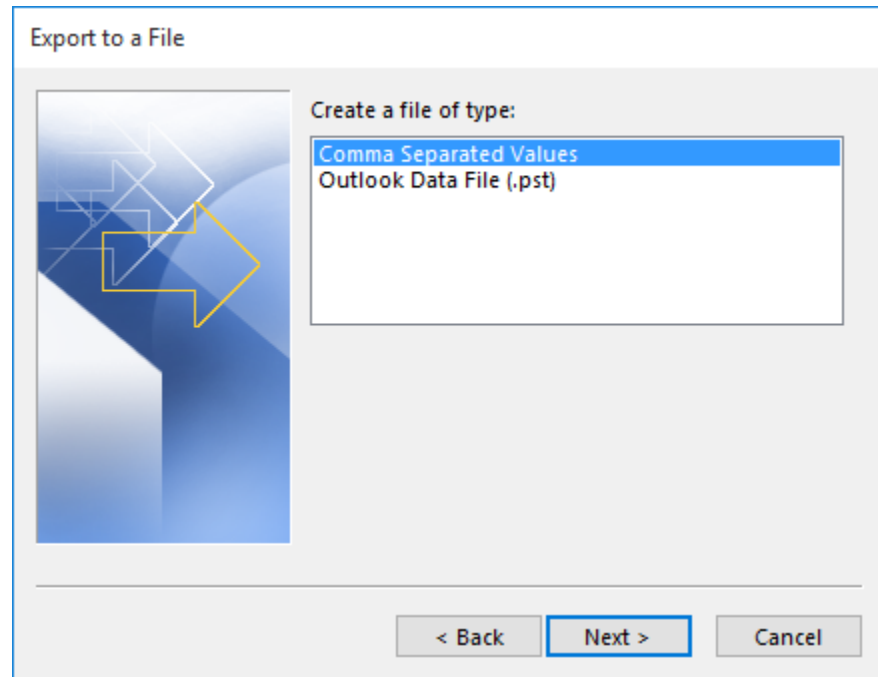 Export to a File
Create a file of type:
Comma Separated Values
Outlook Data File (.pst)
< Back
Next >
Cancel